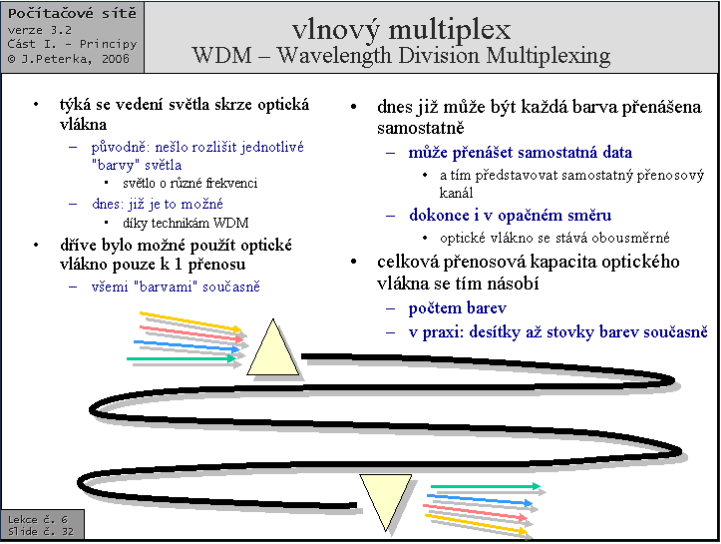 Počítačové sítě
verze 3.2
Část I. - Principy
© J.Peterka, 2006
vlnový multiplex
WDM – Wavelength Division Multiplexing
• týká se vedení světla skrze optická
vlákna
– původně: nešlo rozlišit jednotlivé
"barvy" světla
• světlo o různé frekvenci
– dnes: již je to možné
• díky technikám WDM
• dříve bylo možné použít optické
vlákno pouze k 1 přenosu
– všemi "barvami" současně
• dnes již může být každá barva přenášena
samostatně
– může přenášet samostatná data
• a tím představovat samostatný přenosový
kanál
– dokonce i v opačném směru
• optické vlákno se stává obousměrné
• celková přenosová kapacita optického
vlákna se tím násobí
– počtem barev
– v praxi: desítky až stovky barev současně
Lekce č. 6
Slide č. 32